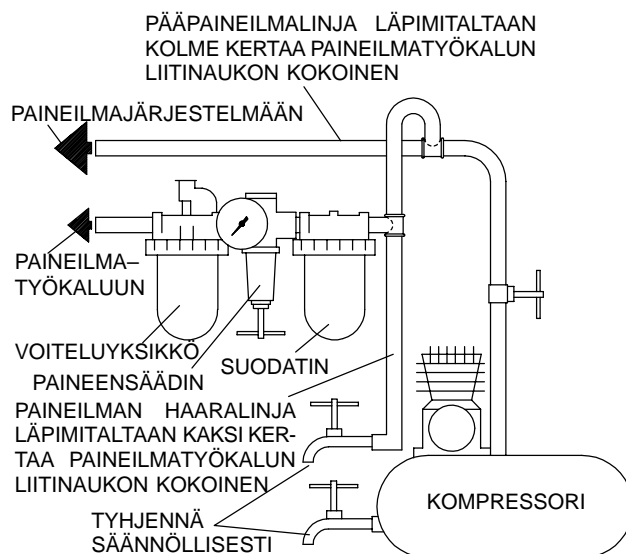 PÄÄPAINEILMALINJA LÄPIMITALTAAN
KOLME KERTAA PAINEILMATYÖKALUN
LIITINAUKON KOKOINEN
PAINEILMAJÄRJESTELMÄÄN
PAINEILMA–
TYÖKALUUN
VOITELUYKSIKKÖ
SUODATIN
PAINEENSÄÄDIN
PAINEILMAN HAARALINJA
LÄPIMITALTAAN KAKSI KER-
TAA PAINEILMATYÖKALUN
LIITINAUKON KOKOINEN
KOMPRESSORI
TYHJENNÄ
SÄÄNNÖLLISESTI